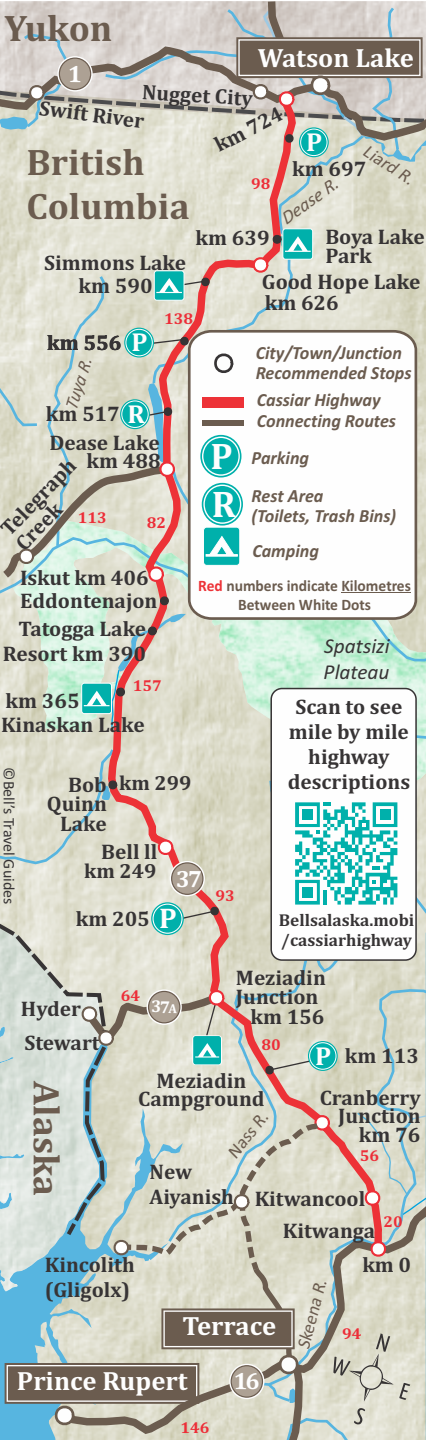 Yukon
Watson Lake
1
Nugget City
Swift River
km 724
P
km 697
Liard R.
British
Columbia
98
Dease R.
km 639
Boya Lake
Park
Simmons Lake
km 590
Good Hope Lake
km 626
138
km 556 P
City/Town/Junction
Recommended Stops
Cassiar Highway
Connecting Routes
P Parking
R Rest Area
(Toilets, Trash Bins)
Camping
Red numbers indicate Kilometres
Between White Dots
Tuya R.
km 517 R
Dease Lake
km 488
Telegraph
Creek
113
82
Iskut km 406
Eddontenajon
Tatogga Lake
Resort km 390
Spatsizi
Plateau
157
km 365
Kinaskan Lake
Scan to see
mile by mile
highway
descriptions
Bellsalaska.mobi
/cassiarhighway
©Bell's Travel Guides
Bob
Quinn
Lake
km 299
Bell ll
km 249
37
93
km 205 P
Meziadin
Junction
km 156
64
37A
Hyder
Stewart
80
P km 113
Meziadin
Campground
Alaska
Nass R.
Cranberry
Junction
km 76
56
New
Aiyanish
Kitwancool
20
Kitwanga
km 0
Kincolith
(Gligolx)
Skeena R.
Terrace
94
N
W
E
S
Prince Rupert
16
146